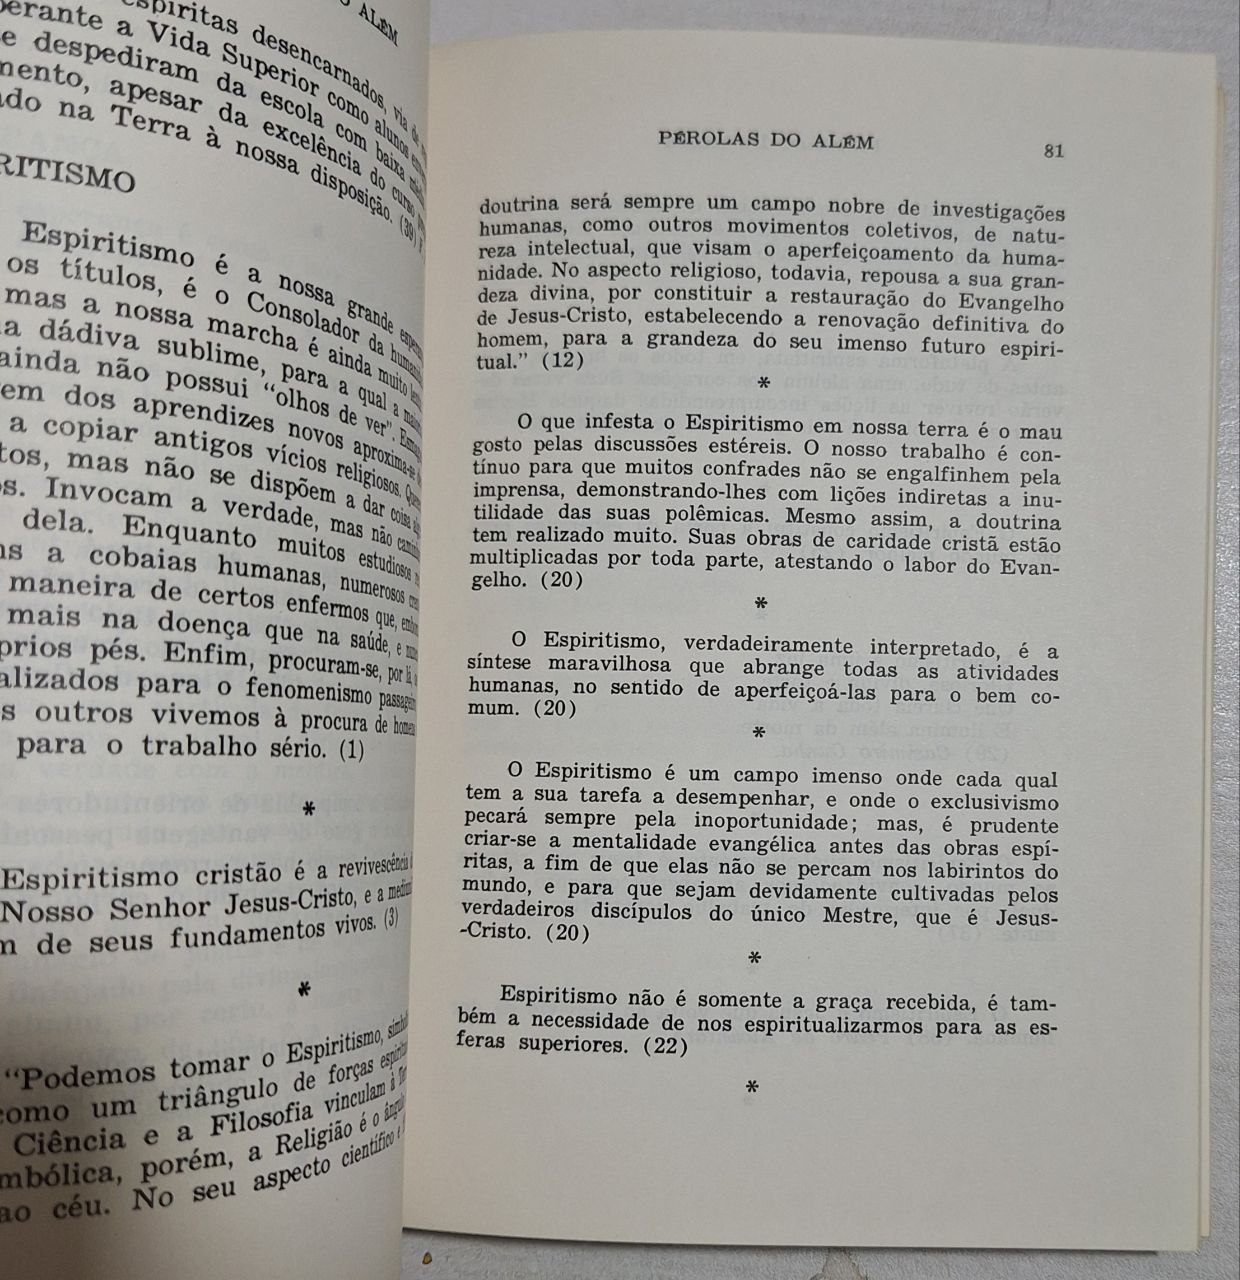 O ALÉM
espíritas desencarnados, via de
perante a Vida Superior como alunos
se despediram da escola com baixa
mento, apesar da excelência do curso
ado na Terra à nossa disposição. (39)
RITISMO
Espiritismo é a nossa grande
os títulos, é o Consolador da
mas a nossa marcha é ainda muito
a dádiva sublime, para a qual a
ainda não possui "olhos de ver".
em dos aprendizes novos aproxima-se
a copiar antigos vícios religiosos.
tos, mas não se dispõem a dar coisa
os. Invocam a verdade, mas não
dela. Enquanto muitos estudiosos
as a cobaias humanas, numerosos
maneira de certos enfermos que,
mais na doença que na saúde, e
prios pés. Enfim, procuram-se, por
alizados para o fenomenismo
s outros vivemos à procura de
para o trabalho sério. (1)
*
Espiritismo cristão é a revivescência
Nosso Senhor Jesus-Cristo, e a
m de seus fundamentos vivos. (3)
*
"Podemos tomar o Espiritismo,
como um triângulo de forças
Ciência e a Filosofia vinculam à
mbólica, porém, a Religião é o
ao céu. No seu aspecto científico e
PÉROLAS DO ALÉM 81
doutrina será sempre um campo nobre de investigações
humanas, como outros movimentos coletivos, de natu-
reza intelectual, que visam o aperfeiçoamento da huma-
nidade. No aspecto religioso, todavia, repousa a sua gran-
deza divina, por constituir a restauração do Evangelho
de Jesus-Cristo, estabelecendo a renovação definitiva do
homem, para a grandeza do seu imenso futuro espiri-
tual." (12)
*
O que infesta o Espiritismo em nossa terra é o mau
gosto pelas discussões estéreis. O nosso trabalho é con-
tínuo para que muitos confrades não se engalfinhem pela
imprensa, demonstrando-lhes com lições indiretas a inu-
tilidade das suas polêmicas. Mesmo assim, a doutrina
tem realizado muito. Suas obras de caridade cristã estão
multiplicadas por toda parte, atestando o labor do Evan-
gelho. (20)
*
O Espiritismo, verdadeiramente interpretado, é a
síntese maravilhosa que abrange todas as atividades
humanas, no sentido de aperfeiçoá-las para o bem co-
mum. (20)
*
O Espiritismo é um campo imenso onde cada qual
tem a sua tarefa a desempenhar, e onde o exclusivismo
pecará sempre pela inoportunidade; mas, é prudente
criar-se a mentalidade evangélica antes das obras espí-
ritas, a fim de que elas não se percam nos labirintos do
mundo, e para que sejam devidamente cultivadas pelos
verdadeiros discípulos do único Mestre, que é Jesus-
-Cristo. (20)
*
Espiritismo não é somente a graça recebida, é tam-
bém a necessidade de nos espiritualizarmos para as es-
feras superiores. (22)
*